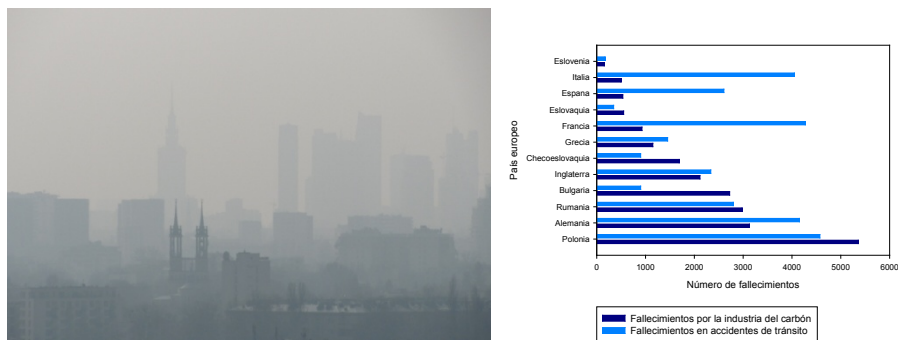 Eslovenia
Italia
Espana
Eslovaquia
Francia
Grecia
Checoeslovaquia
Inglaterra
Bulgaria
Rumania
Alemania
Polonia
País europeo
0 1000 2000 3000 4000 5000 6000
Número de fallecimientos
Fallecimientos por la industria del carbón
Fallecimientos en accidentes de tránsito